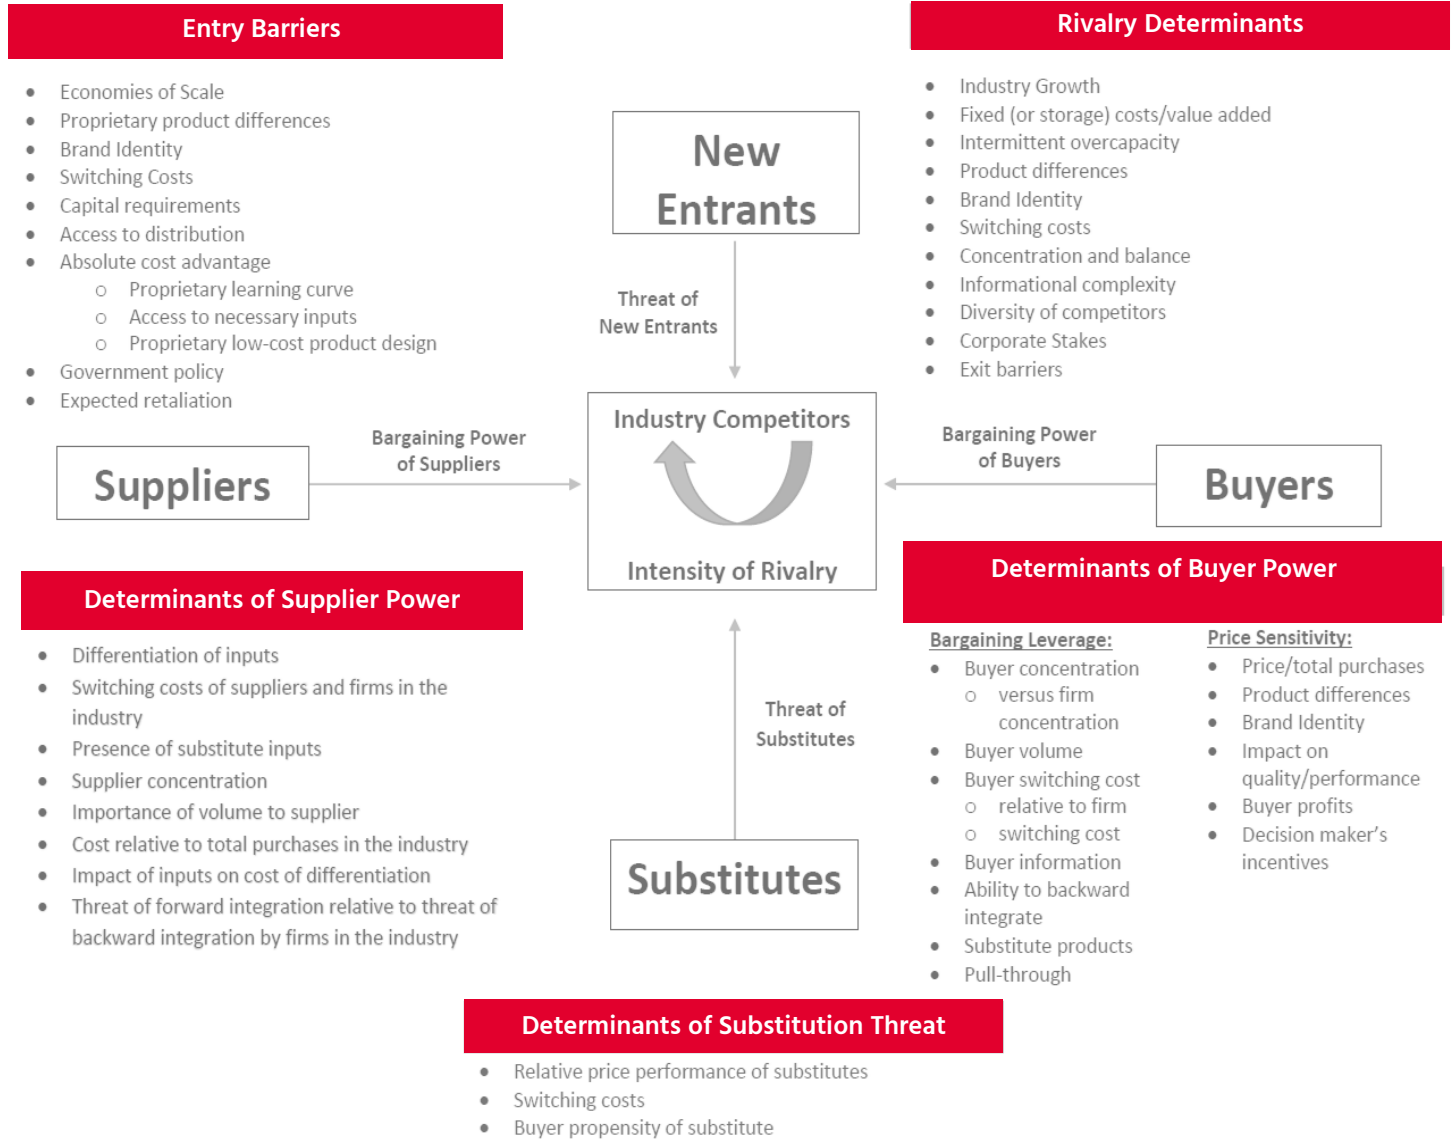 Entry Barriers
• Economies of Scale
• Proprietary product differences
• Brand Identity
• Switching Costs
• Capital requirements
• Access to distribution
• Absolute cost advantage
o Proprietary learning curve
o Access to necessary inputs
o Proprietary low-cost product design
• Government policy
• Expected retaliation
New
Entrants
Threat of
New Entrants
Rivalry Determinants
• Industry Growth
• Fixed (or storage) costs/value added
• Intermittent overcapacity
• Product differences
• Brand Identity
• Switching costs
• Concentration and balance
• Informational complexity
• Diversity of competitors
• Corporate Stakes
• Exit barriers
Suppliers
Bargaining Power
of Suppliers
Industry Competitors
Intensity of Rivalry
Bargaining Power
of Buyers
Buyers
Determinants of Supplier Power
• Differentiation of inputs
• Switching costs of suppliers and firms in the
industry
• Presence of substitute inputs
• Supplier concentration
• Importance of volume to supplier
• Cost relative to total purchases in the industry
• Impact of inputs on cost of differentiation
• Threat of forward integration relative to threat of
backward integration by firms in the industry
Threat of
Substitutes
Substitutes
Determinants of Buyer Power
Bargaining Leverage:
• Buyer concentration
o versus firm
concentration
• Buyer volume
• Buyer switching cost
o relative to firm
o switching cost
• Buyer information
• Ability to backward
integrate
• Substitute products
• Pull-through
Price Sensitivity:
• Price/total purchases
• Product differences
• Brand Identity
• Impact on
quality/performance
• Buyer profits
• Decision maker's
incentives
Determinants of Substitution Threat
• Relative price performance of substitutes
• Switching costs
• Buyer propensity of substitute